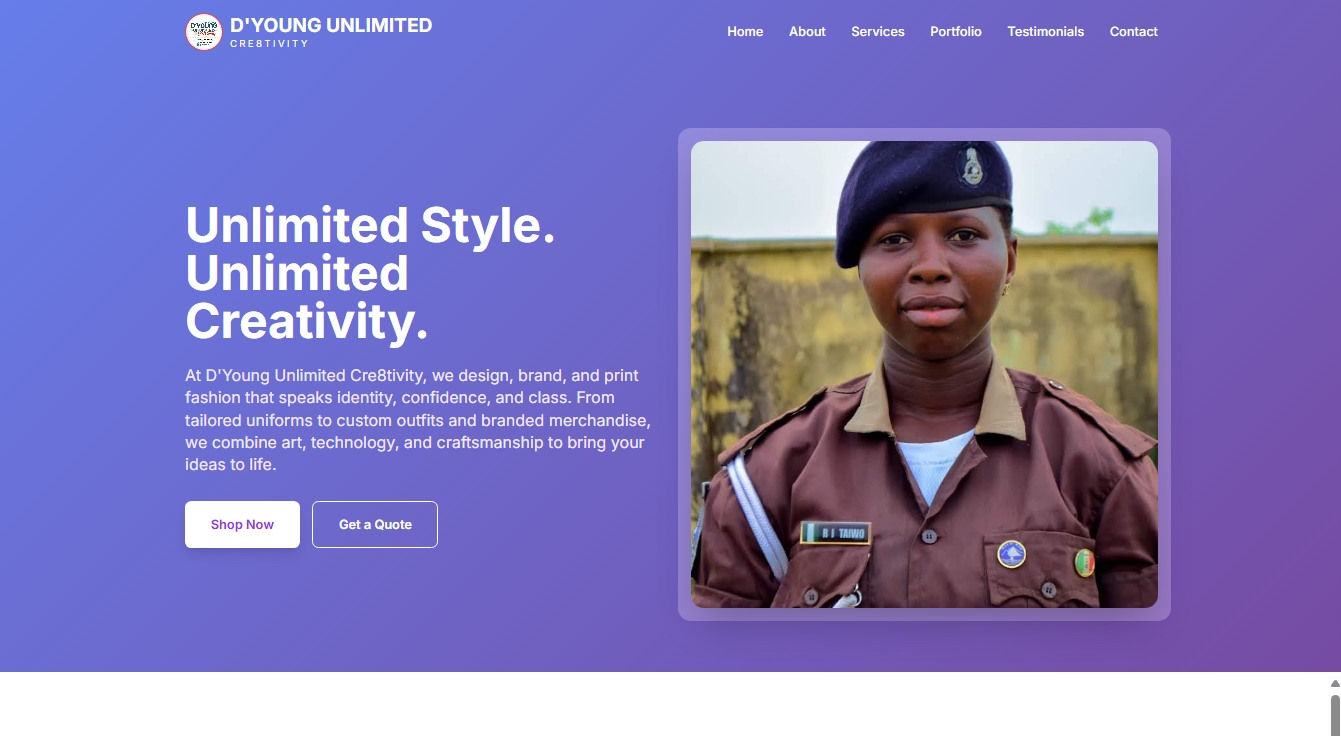 D'YOUNG UNLIMITED
CRE8TIVITY
Home About Services Portfolio Testimonials Contact
Unlimited Style.
Unlimited
Creativity.
At D'Young Unlimited Cre8tivity, we design, brand, and print
fashion that speaks identity, confidence, and class. From
tailored uniforms to custom outfits and branded merchandise,
we combine art, technology, and craftsmanship to bring your
ideas to life.
Shop Now
Get a Quote
R J TAIWO